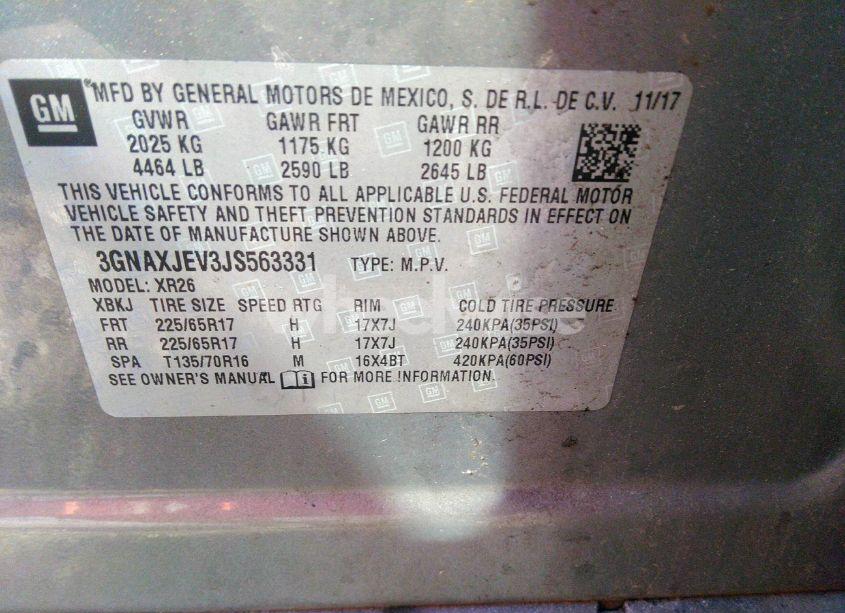 GM
MFD BY GENERAL MOTORS DE MEXICO, S. DE R.L. DE C.V. 11/17
GVWR GAWR FRT GAWR RR
2025 KG 1175 KG 1200 KG
4464 LB 2590 LB 2645 LB
THIS VEHICLE CONFORMS TO ALL APPLICABLE U.S. FEDERAL MOTOR
VEHICLE SAFETY AND THEFT PREVENTION STANDARDS IN EFFECT ON
THE DATE OF MANUFACTURE SHOWN ABOVE.
3GNAXJEV3JS563331 TYPE: M.P.V.
MODEL: XR26
XBKJ TIRE SIZE SPEED RTG RIM COLD TIRE PRESSURE
FRT 225/65R17 H 17X7J 240KPA(35PSI)
RR 225/65R17 H 17X7J 240KPA(35PSI)
SPA T135/70R16 M 16X4BT 420KPA(60PSI)
SEE OWNER'S MANUAL FOR MORE INFORMATION.